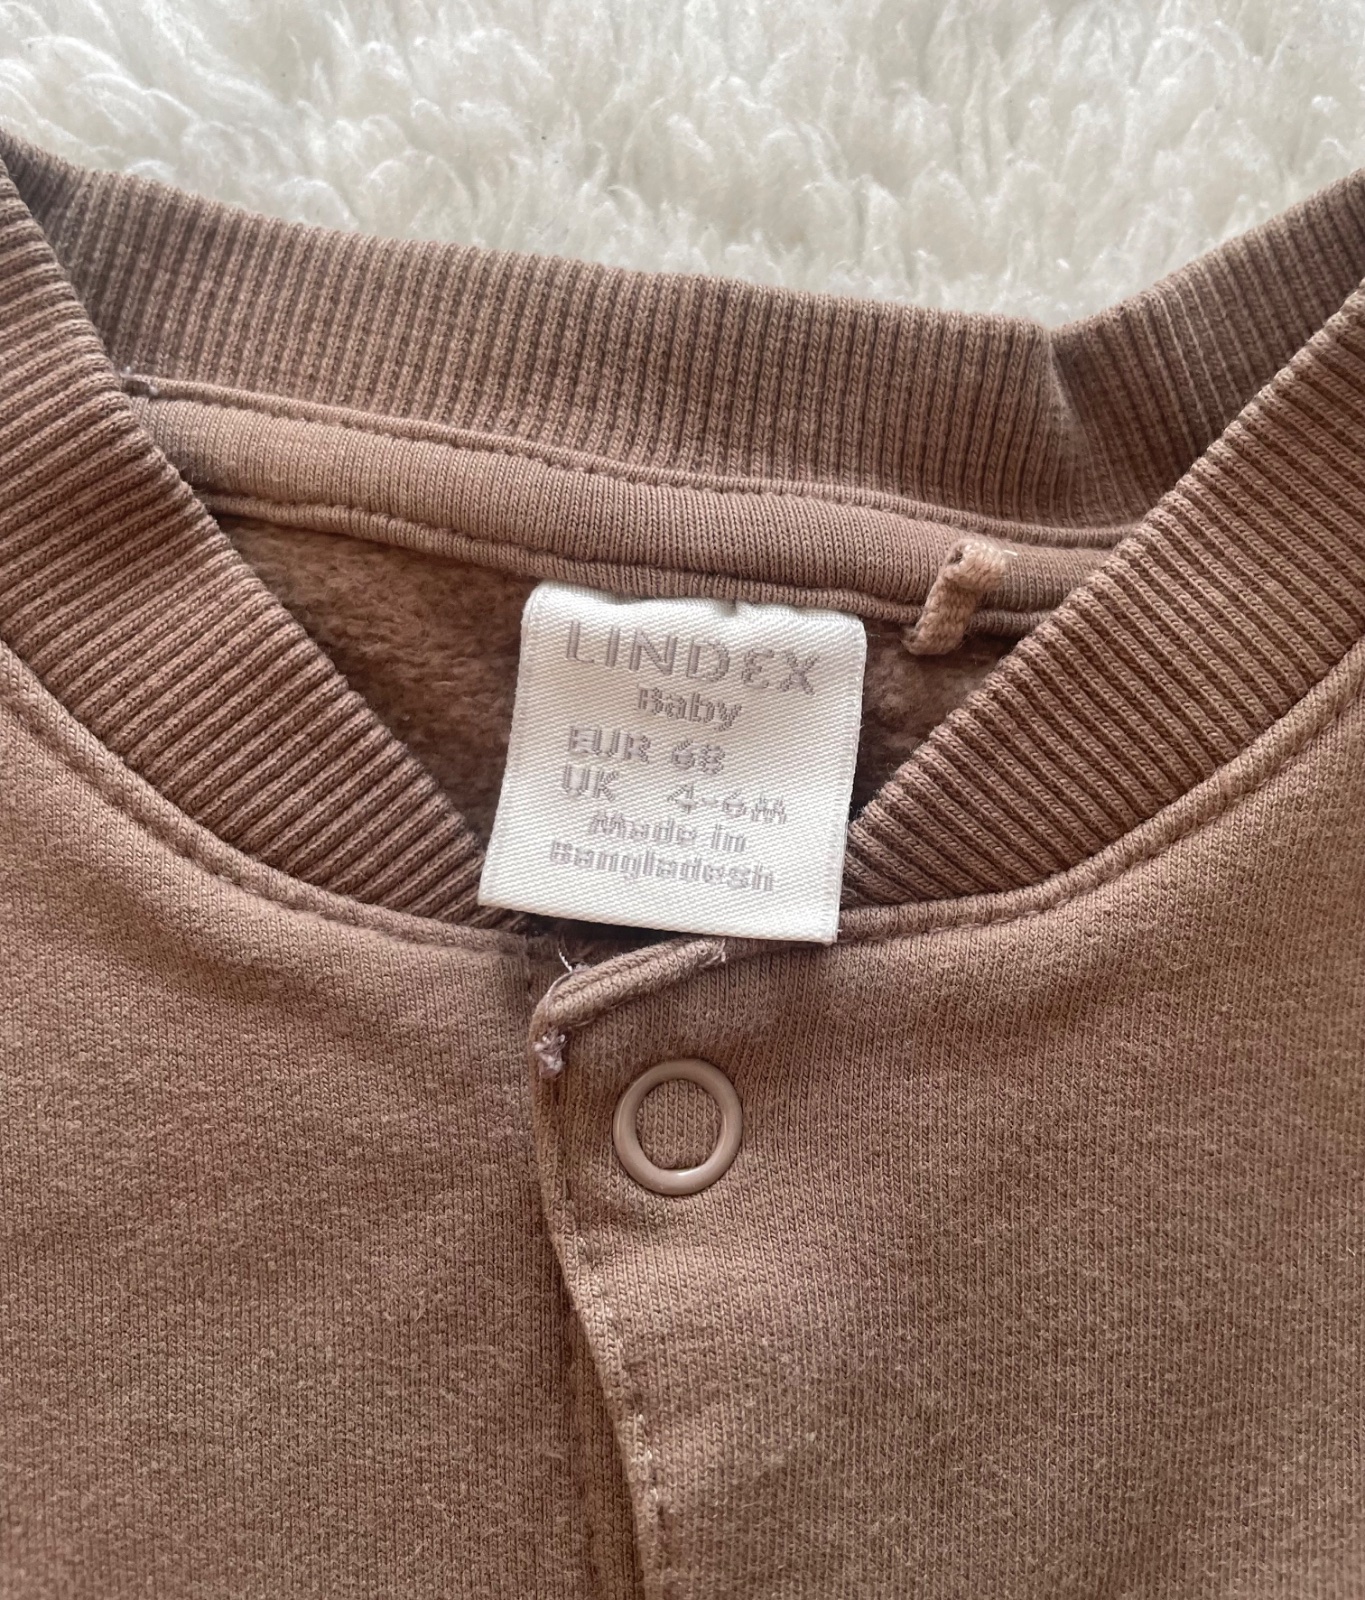 LINDEX
Baby
EUR 68
UK 4-6M
Made in
Bangladesh